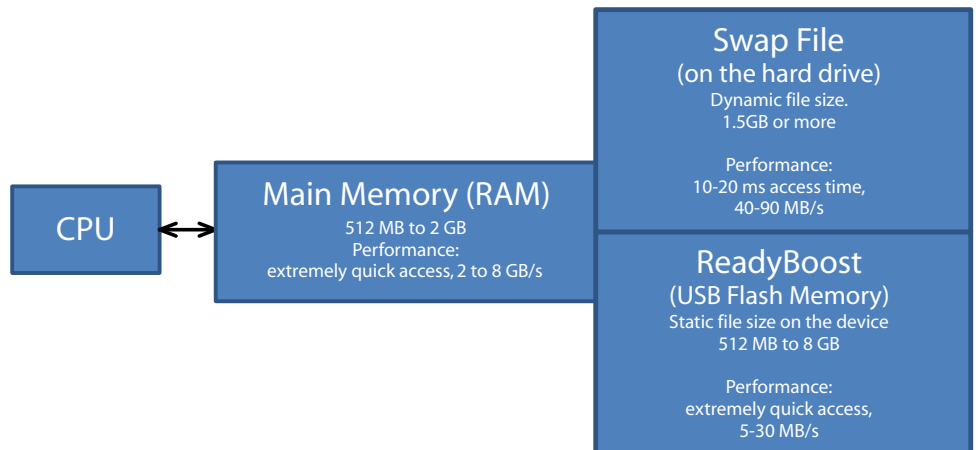 CPU
Main Memory (RAM)
512 MB to 2 GB
Performance:
extremely quick access, 2 to 8 GB/s
Swap File
(on the hard drive)
Dynamic file size.
1.5GB or more
Performance:
10-20 ms access time,
40-90 MB/s
ReadyBoost
(USB Flash Memory)
Static file size on the device
512 MB to 8 GB
Performance:
extremely quick access,
5-30 MB/s